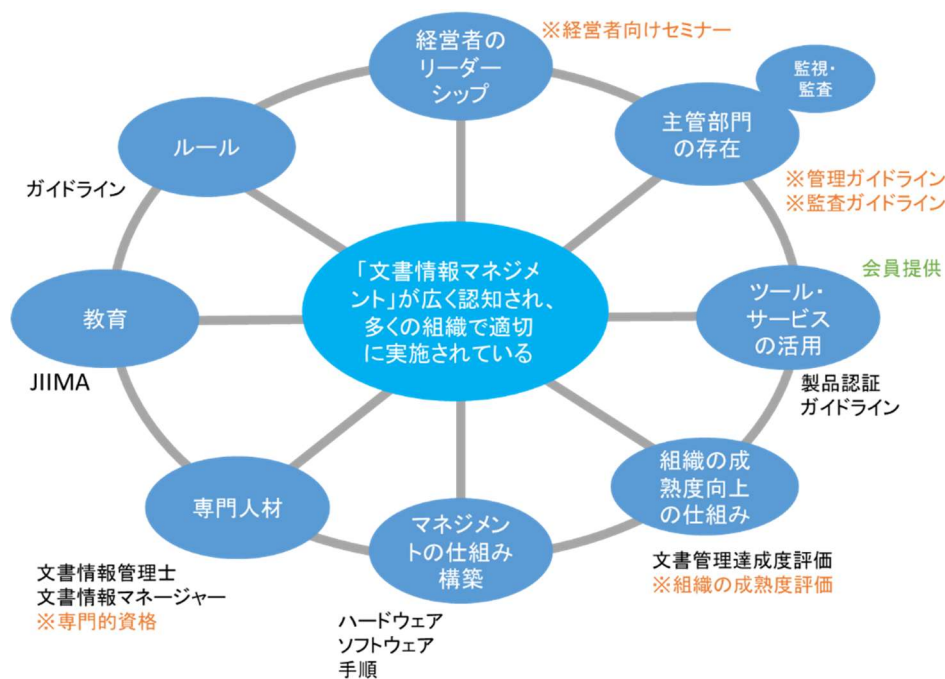 経営者の
リーダー
シップ
※経営者向けセミナー
監視・
監査
主管部門
の存在
※管理ガイドライン
※監査ガイドライン
ルール
ガイドライン
「文書情報マネジメ
ント」が広く認知され、
多くの組織で適切
に実施されている
会員提供
ツール・
サービス
の活用
製品認証
ガイドライン
教育
JIIMA
組織の成
熟度向上
の仕組み
文書管理達成度評価
※組織の成熟度評価
専門人材
文書情報管理士
文書情報マネージャー
※専門的資格
マネジメン
トの仕組み
構築
ハードウェア
ソフトウェア
手順